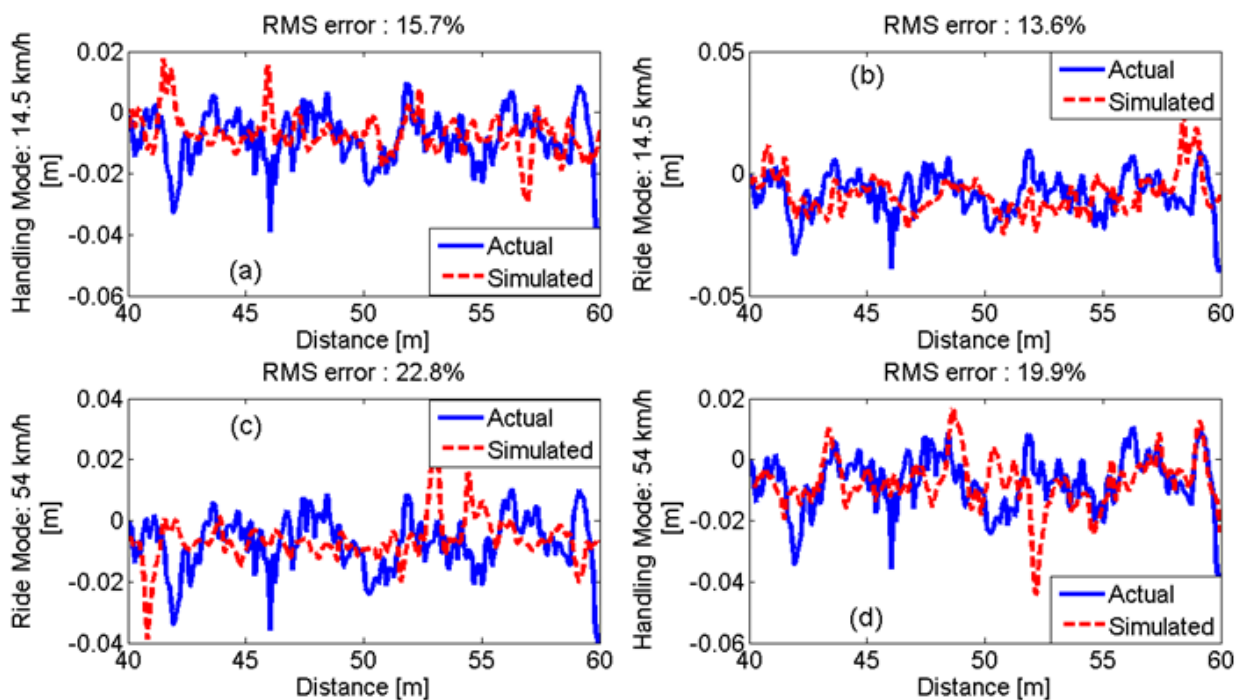 RMS error : 15.7%
Handling Mode: 14.5 km/h
[m]
0.02
0
-0.02
-0.04
-0.06
(a)
Actual
Simulated
40 45 50 55 60
Distance [m]
RMS error : 13.6%
Ride Mode: 14.5 km/h
[m]
0.05
0
-0.05
(b)
Actual
Simulated
40 45 50 55 60
Distance [m]
RMS error : 22.8%
Ride Mode: 54 km/h
[m]
0.04
0.02
0
-0.02
-0.04
(c)
Actual
Simulated
40 45 50 55 60
Distance [m]
RMS error : 19.9%
Handling Mode: 54 km/h
[m]
0.02
0
-0.02
-0.04
-0.06
(d)
Actual
Simulated
40 45 50 55 60
Distance [m]